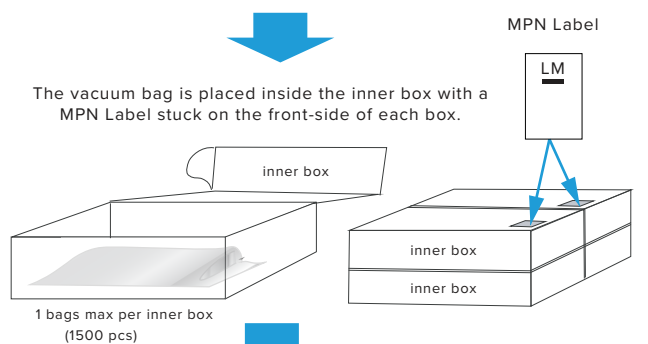 MPN Label
LM
The vacuum bag is placed inside the inner box with a
MPN Label stuck on the front-side of each box.
inner box
inner box
inner box
1 bags max per inner box
(1500 pcs)